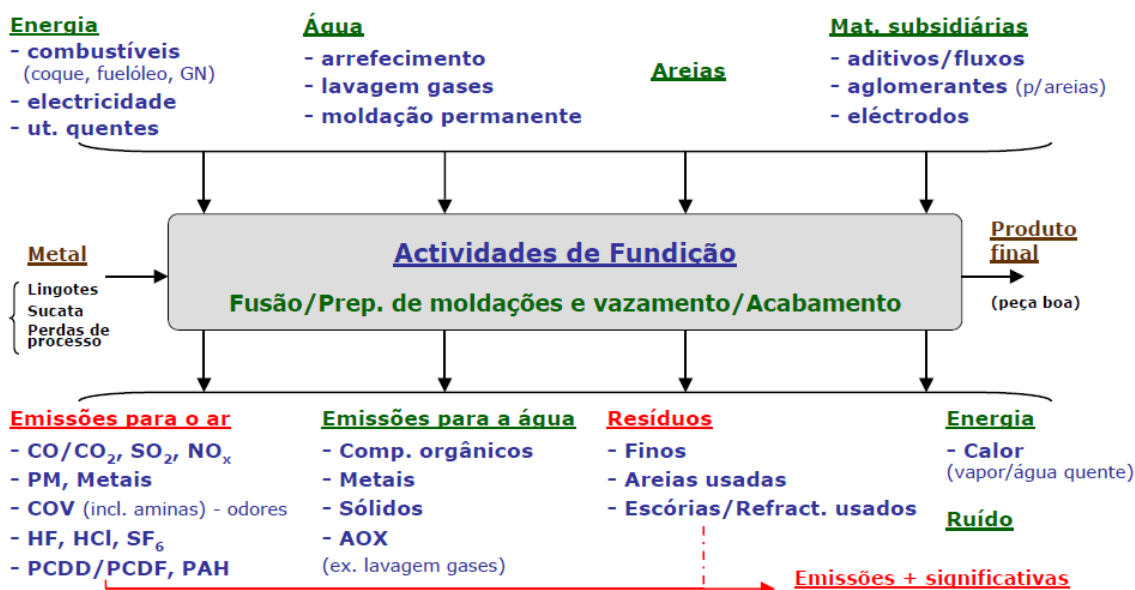 Energia
- combustíveis
(coque, fuelóleo, GN)
- electricidade
- ut. quentes
Água
- arrefecimento
- lavagem gases
- moldação permanente
Areias
Mat. subsidiárias
- aditivos/fluxos
- aglomerantes (p/areias)
- eléctrodos
Metal
Lingotes
Sucata
Perdas de
processo
Actividades de Fundição
Fusão/Prep. de moldações e vazamento/Acabamento
Produto
final
(peça boa)
Emissões para o ar
- CO/CO₂, SO₂, NOₓ
- PM, Metais
- COV (incl. aminas) - odores
- HF, HCl, SF₆
- PCDD/PCDF, PAH
Emissões para a água
- Comp. orgânicos
- Metais
- Sólidos
- AOX
(ex. lavagem gases)
Resíduos
- Finos
- Areias usadas
- Escórias/Refract. usados
Energia
- Calor
(vapor/água quente)
Ruído
Emissões + significativas